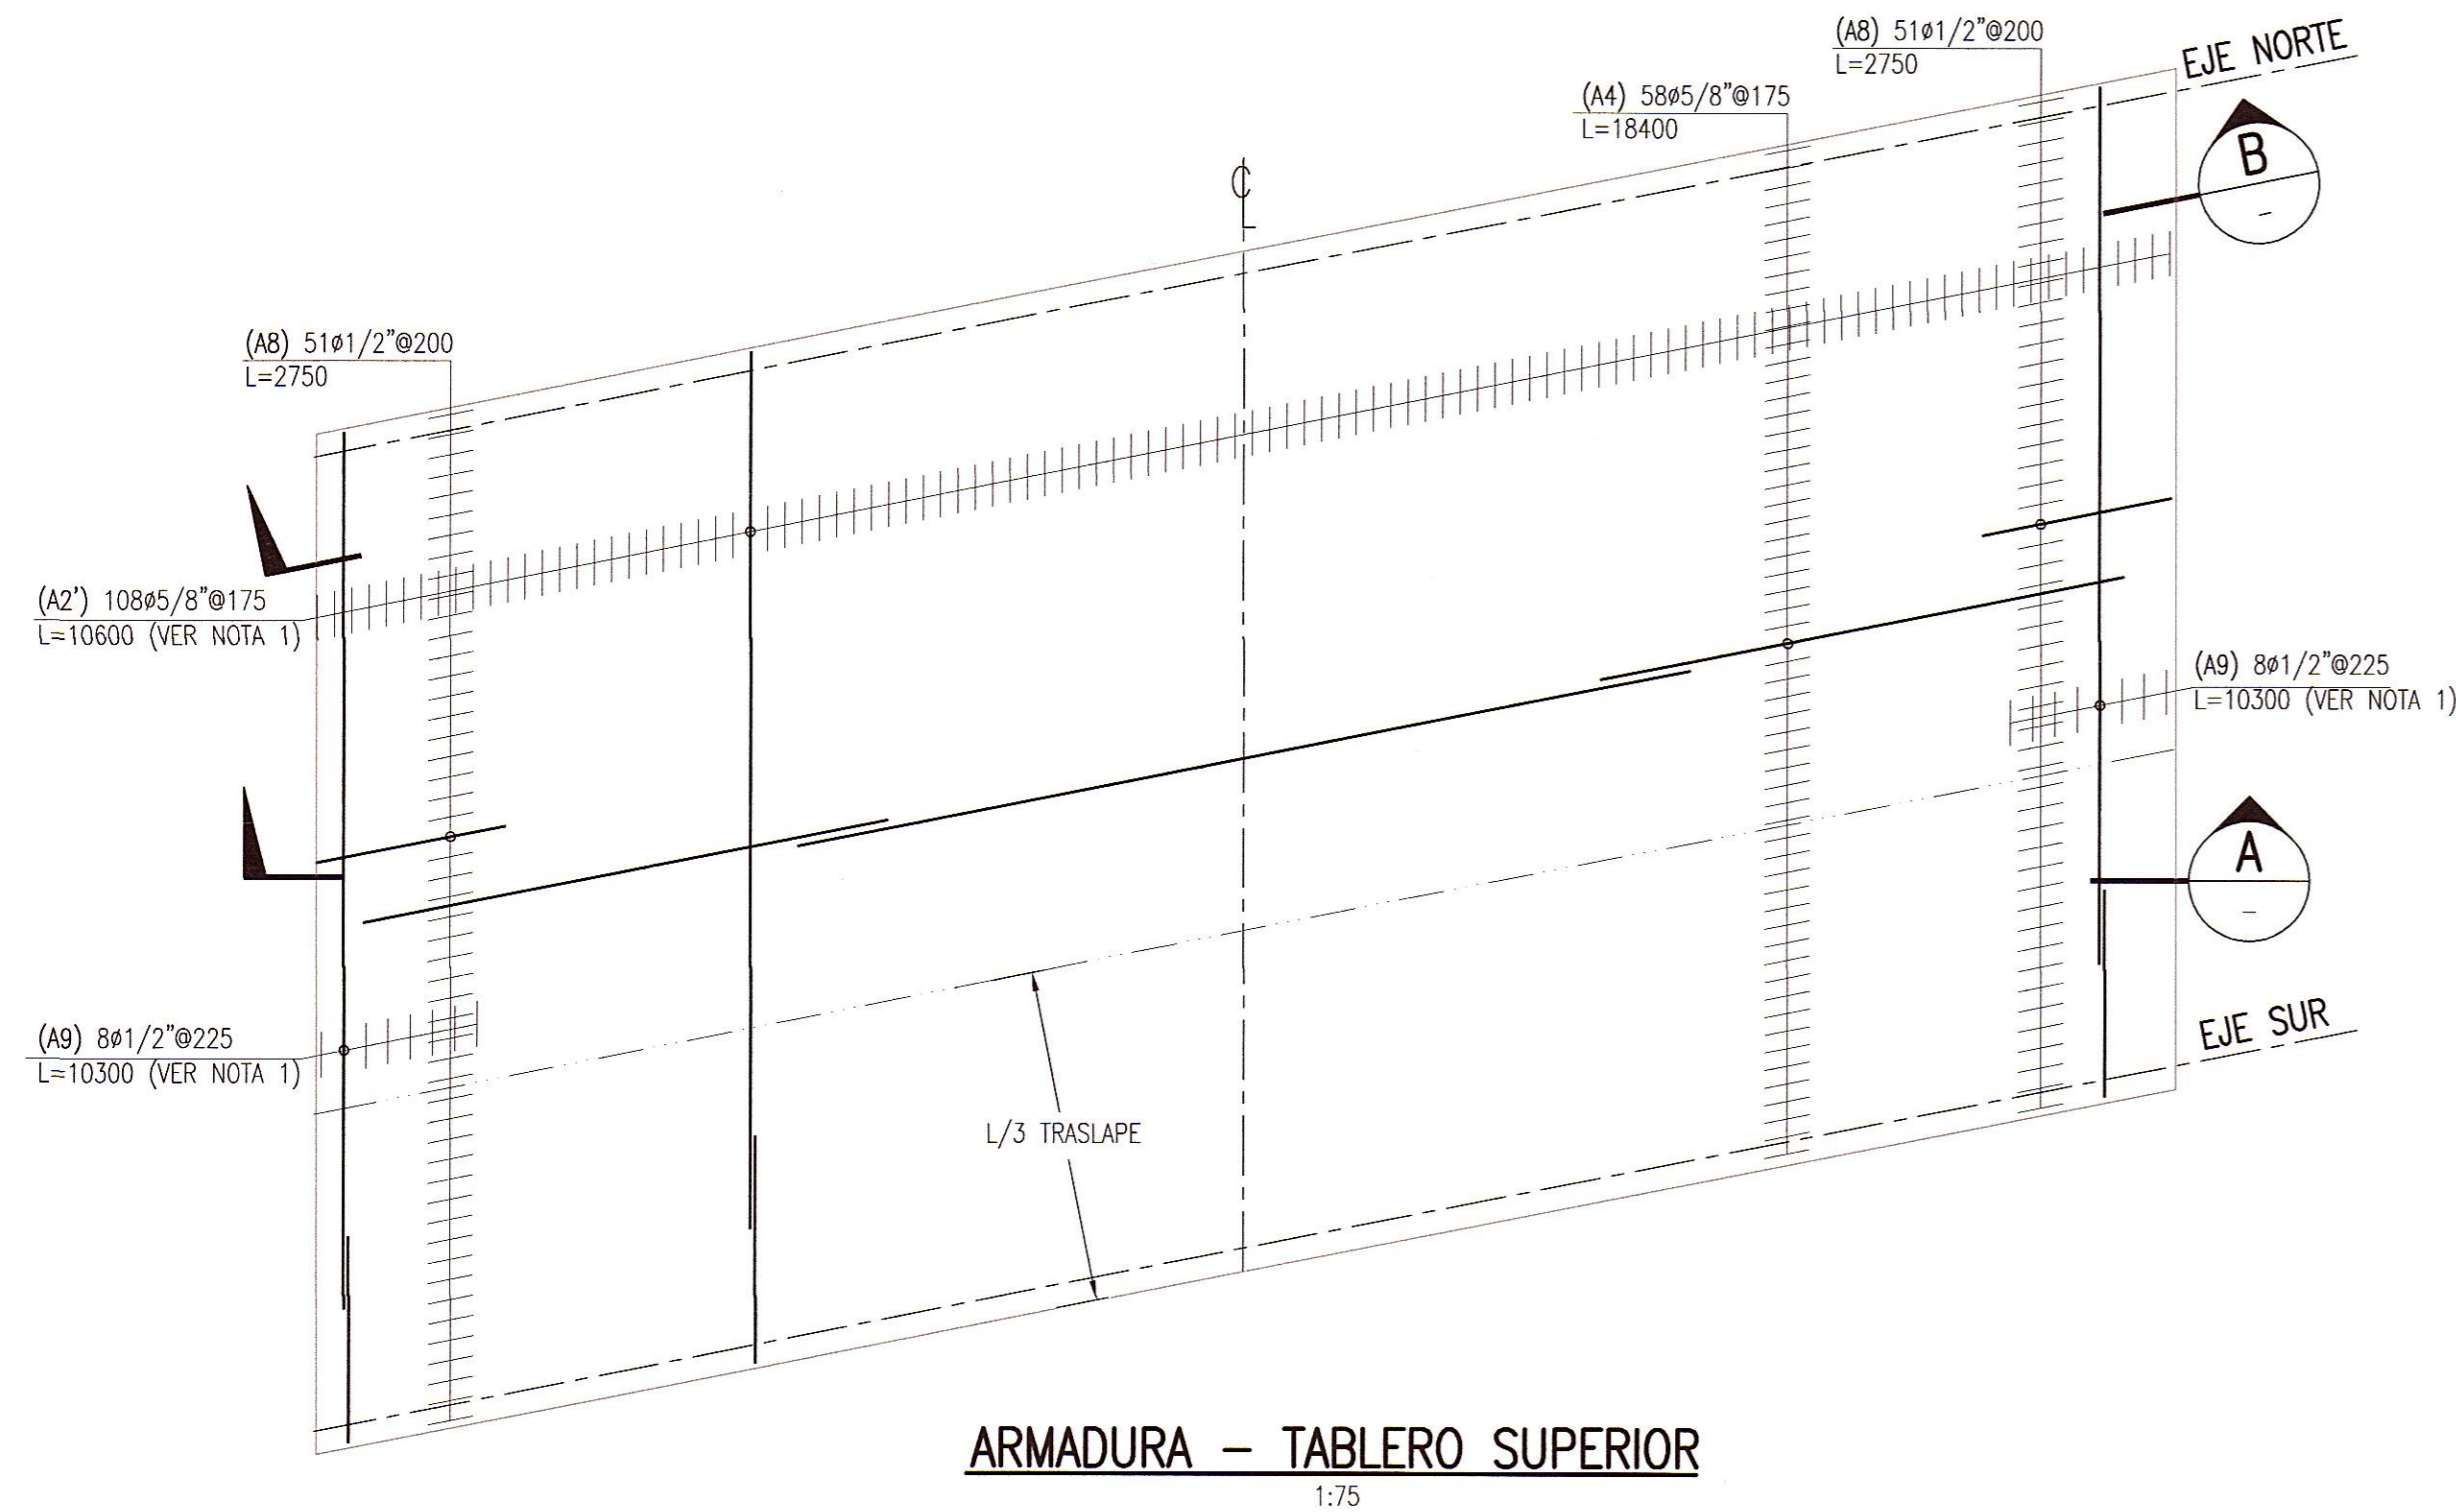 (A8) 51ø1/2"@200
L=2750
EJE NORTE
(A4) 58ø5/8"@175
L=18400
B
-
C
L
(A8) 51ø1/2"@200
L=2750
(A2') 108ø5/8"@175
L=10600 (VER NOTA 1)
(A9) 8ø1/2"@225
L=10300 (VER NOTA 1)
A
-
EJE SUR
(A9) 8ø1/2"@225
L=10300 (VER NOTA 1)
L/3 TRASLAPE
ARMADURA - TABLERO SUPERIOR
1:75